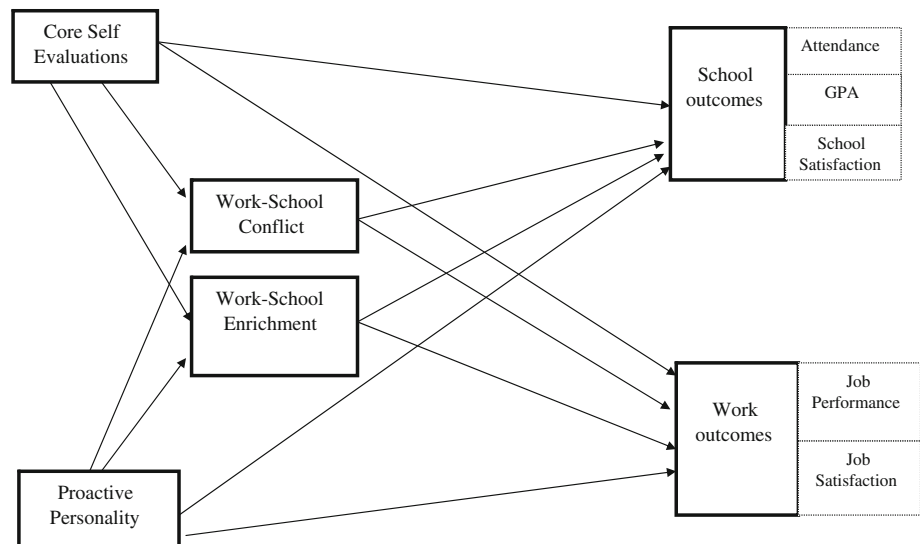 Core Self
Evaluations
School
outcomes
Attendance
GPA
School
Satisfaction
Work-School
Conflict
Work-School
Enrichment
Work
outcomes
Job
Performance
Job
Satisfaction
Proactive
Personality